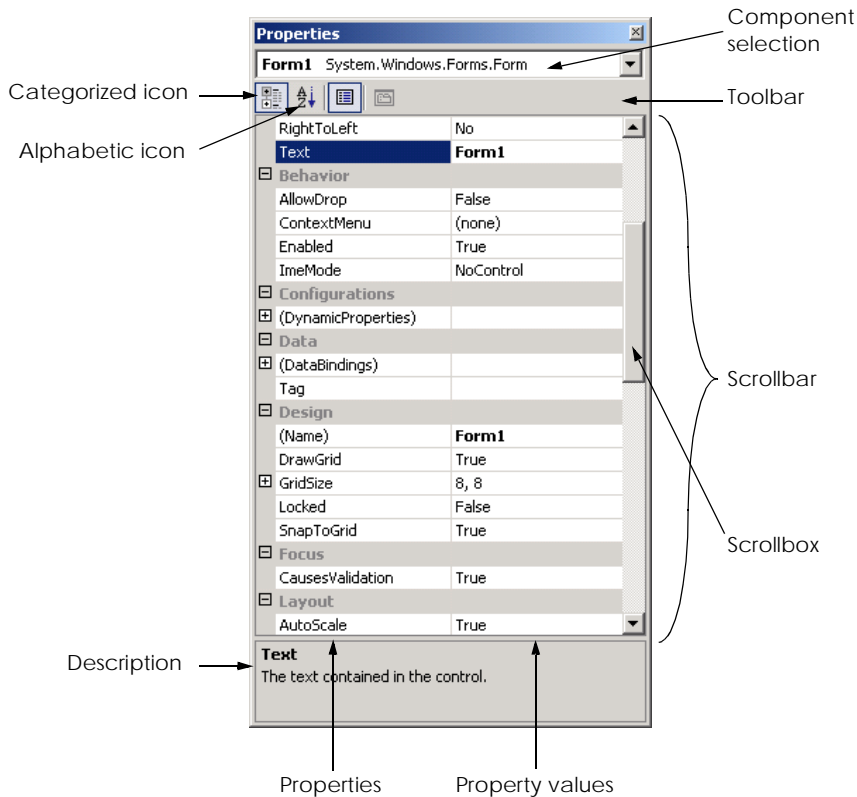 Component
selection
Properties
Form1 System.Windows.Forms.Form
Categorized icon
Toolbar
Alphabetic icon
RightToLeft No
Text Form1
Behavior
AllowDrop False
ContextMenu (none)
Enabled True
ImeMode NoControl
Configurations
(DynamicProperties)
Data
(DataBindings)
Tag
Scrollbar
Design
(Name) Form1
DrawGrid True
GridSize 8, 8
Locked False
SnapToGrid True
Scrollbox
Focus
CausesValidation True
Layout
AutoScale True
Description
Text
The text contained in the control.
Properties
Property values